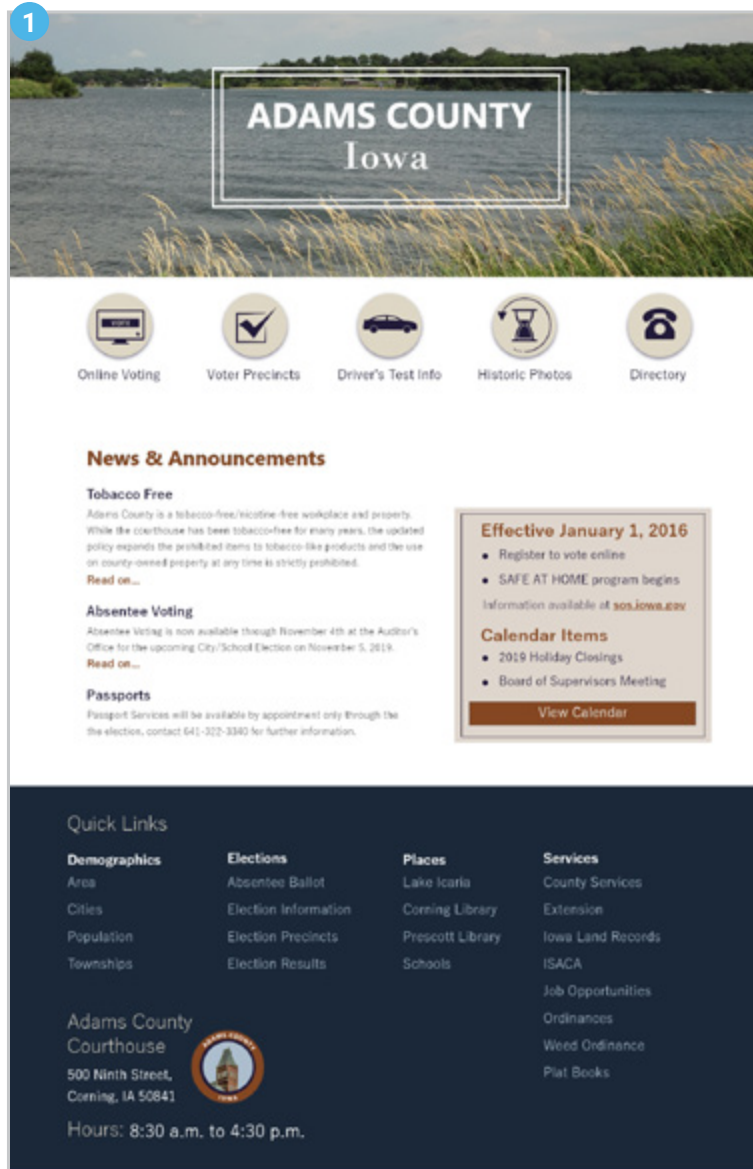 1
ADAMS COUNTY
Iowa
VOTE
Online Voting
Voter Precincts
Driver's Test Info
Historic Photos
Directory
News & Announcements
Tobacco Free
Adams County is a tobacco-free/nicotine-free workplace and property.
While the courthouse has been tobacco-free for many years, the updated
policy expands the prohibited items to tobacco-like products and the use
on county-owned property at any time is strictly prohibited.
Read on...
Absentee Voting
Absentee Voting is now available through November 4th at the Auditor's
Office for the upcoming City/School Election on November 5, 2019.
Read on...
Passports
Passport Services will be available by appointment only through the
the election, contact 641-322-3340 for further information.
Effective January 1, 2016
• Register to vote online
• SAFE AT HOME program begins
Information available at sos.iowa.gov
Calendar Items
• 2019 Holiday Closings
• Board of Supervisors Meeting
View Calendar
Quick Links
Demographics
Area
Cities
Population
Townships
Elections
Absentee Ballot
Election Information
Election Precincts
Election Results
Places
Lake Icaria
Corning Library
Prescott Library
Schools
Services
County Services
Extension
Iowa Land Records
ISACA
Job Opportunities
Ordinances
Weed Ordinance
Plat Books
Adams County
Courthouse
500 Ninth Street,
Corning, IA 50841
ADAMS COUNTY
IOWA
Hours: 8:30 a.m. to 4:30 p.m.